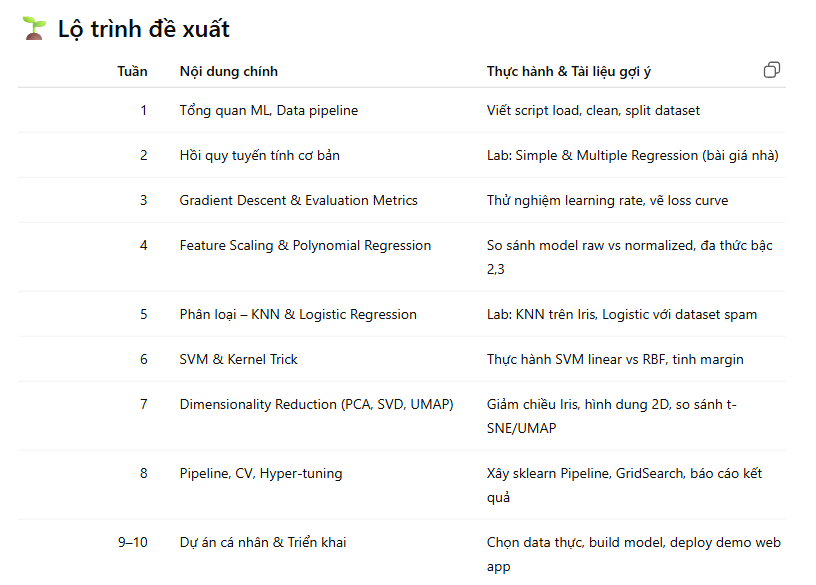 Lộ trình đề xuất
Tuần Nội dung chính Thực hành & Tài liệu gợi ý
1 Tổng quan ML, Data pipeline Viết script load, clean, split dataset
2 Hồi quy tuyến tính cơ bản Lab: Simple & Multiple Regression (bài giá nhà)
3 Gradient Descent & Evaluation Metrics Thử nghiệm learning rate, vẽ loss curve
4 Feature Scaling & Polynomial Regression So sánh model raw vs normalized, đa thức bậc
2,3
5 Phân loại – KNN & Logistic Regression Lab: KNN trên Iris, Logistic với dataset spam
6 SVM & Kernel Trick Thực hành SVM linear vs RBF, tinh margin
7 Dimensionality Reduction (PCA, SVD, UMAP) Giảm chiều Iris, hình dung 2D, so sánh t-
SNE/UMAP
8 Pipeline, CV, Hyper-tuning Xây sklearn Pipeline, GridSearch, báo cáo kết
quả
9–10 Dự án cá nhân & Triển khai Chọn data thực, build model, deploy demo web
app